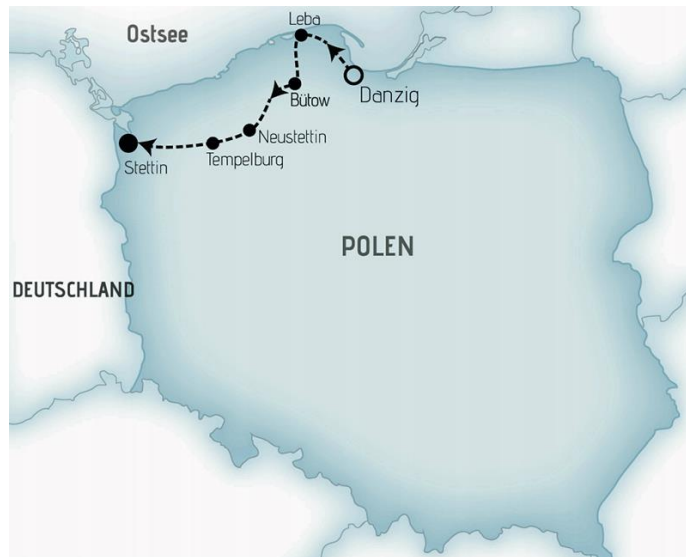 Leba
Ostsee
Danzig
Bütow
Neustettin
Tempelburg
Stettin
POLEN
DEUTSCHLAND